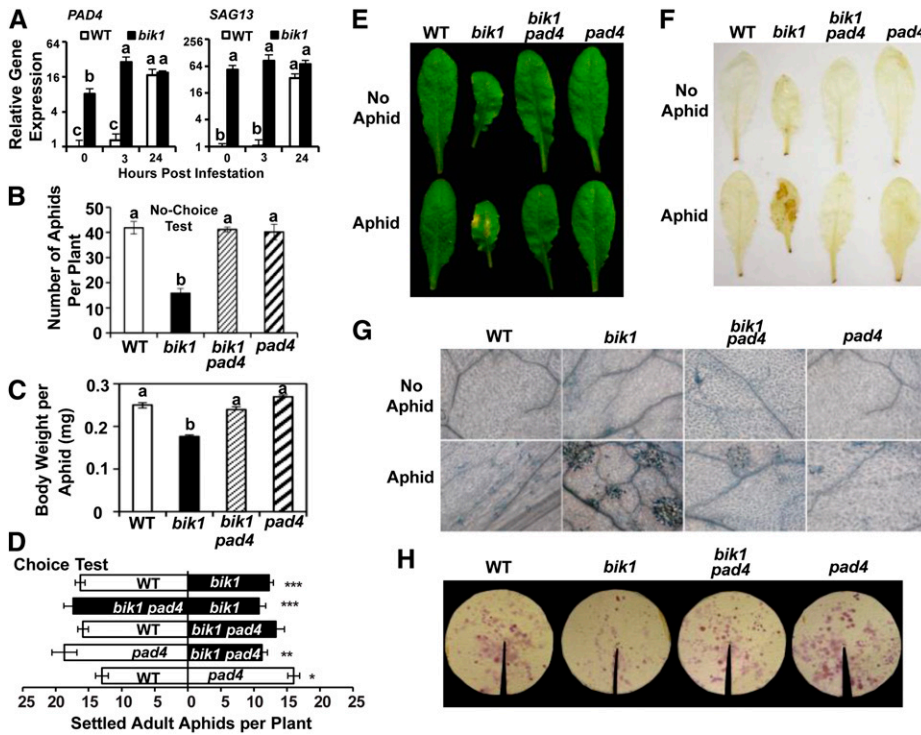 A
PAD4
WT bik1
SAG13
WT bik1
Relative Gene
Expression
64
16
4
1
c b c a a a
0 3 24
256
64
16
4
1
b a b a a a
0 3 24
Hours Post Infestation
B
No-Choice
Test
Number of Aphids
Per Plant
50
40
30
20
10
0
a b a a
WT bik1 bik1 pad4
pad4
C
Body Weight per
Aphid (mg)
0.3
0.2
0.1
0
a b a a
WT bik1 bik1 pad4
pad4
D
Choice Test
WT bik1 ***
bik1 pad4 bik1 ***
WT bik1 pad4
pad4 bik1 pad4 **
WT pad4 *
25 20 15 10 5 0 5 10 15 20 25
Settled Adult Aphids per Plant
E
WT bik1 bik1 pad4
pad4
No
Aphid
Aphid
F
WT bik1 bik1 pad4
pad4
No
Aphid
Aphid
G
WT bik1 bik1 pad4
pad4
No
Aphid
Aphid
H
WT bik1 bik1 pad4
pad4